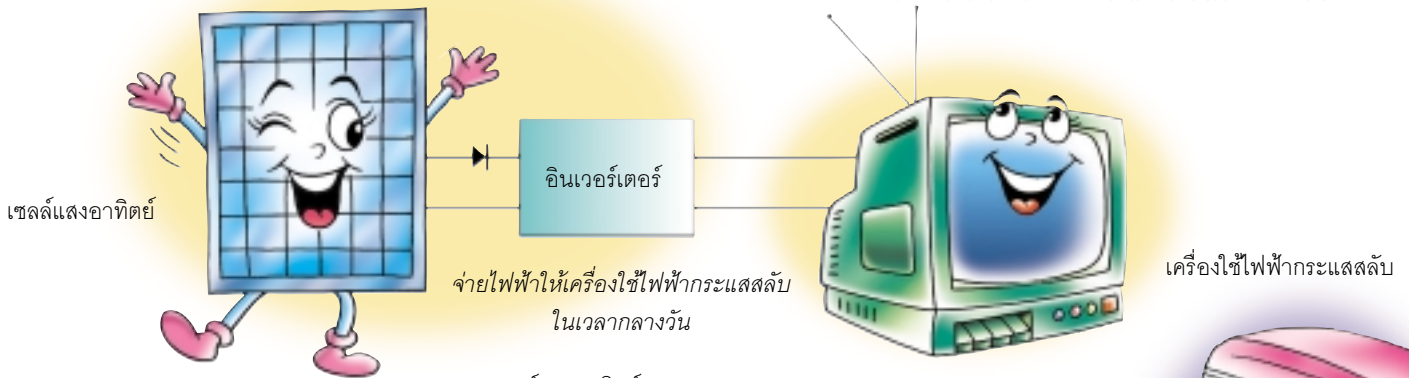 อินเวอร์เตอร์
เซลล์แสงอาทิตย์
เครื่องใช้ไฟฟ้ากระแสสลับ
จ่ายไฟฟ้าให้เครื่องใช้ไฟฟ้ากระแสสลับ
ในเวลากลางวัน